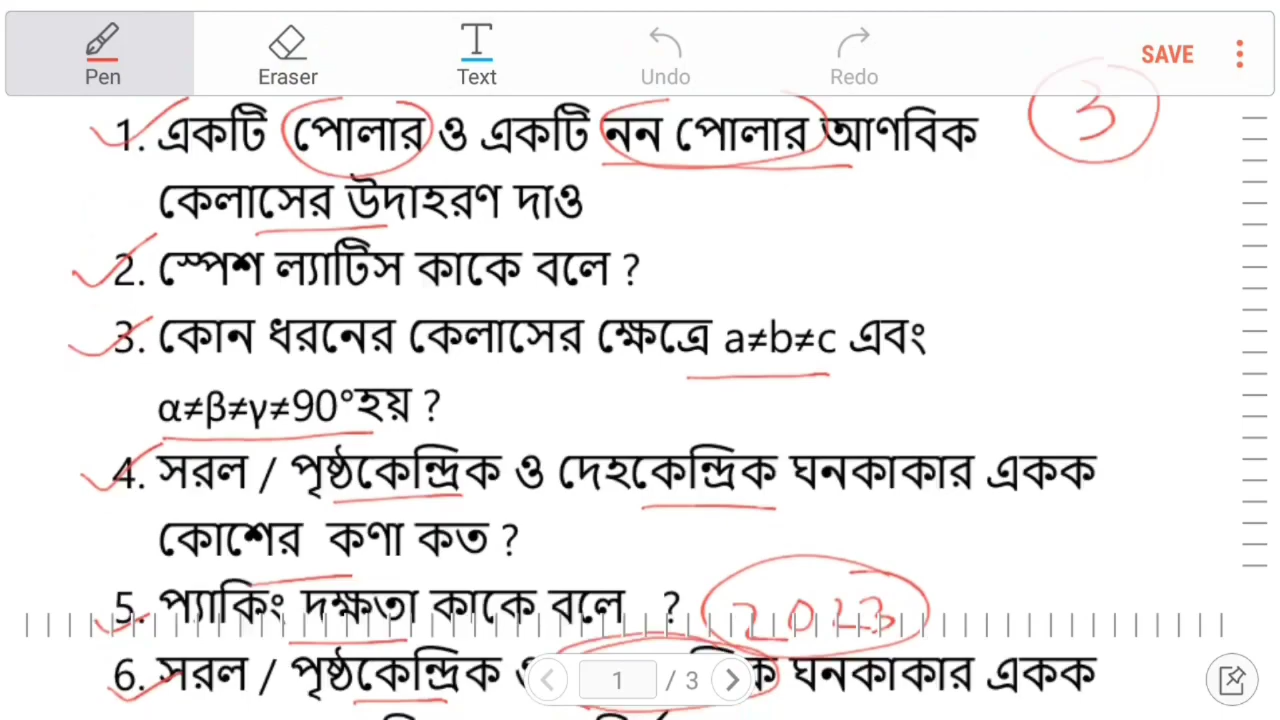 Pen Eraser Text Undo Redo SAVE
3
1. একটি পোলার ও একটি নন পোলার আণবিক
কেলাসের উদাহরণ দাও
2. স্পেশ ল্যাটিস কাকে বলে ?
3. কোন ধরনের কেলাসের ক্ষেত্রে a≠b≠c এবং
α≠β≠γ≠90°হয় ?
4. সরল / পৃষ্ঠকেন্দ্রিক ও দেহকেন্দ্রিক ঘনকাকার একক
কোশের কণা কত ?
5. প্যাকিং দক্ষতা কাকে বলে ? 2023
6. সরল / পৃষ্ঠকেন্দ্রিক ঘনকাকার একক
1 / 3